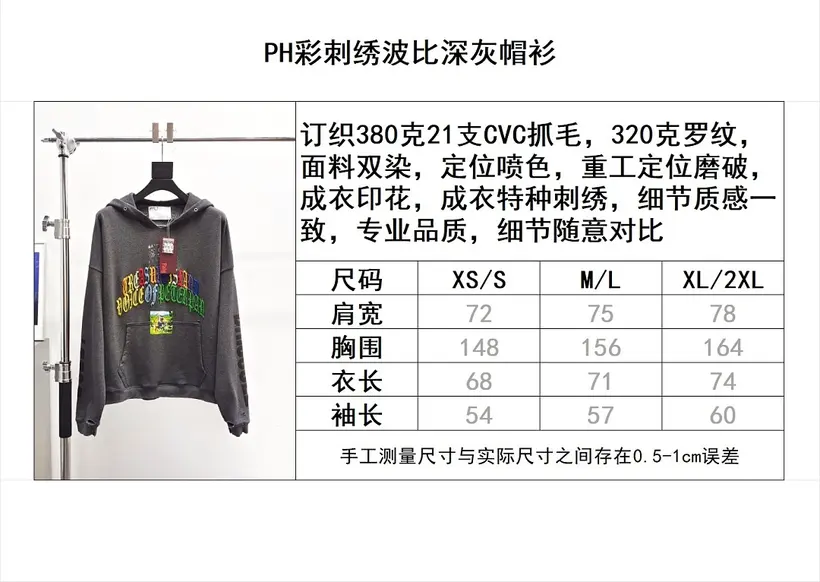 PH彩刺绣波比深灰帽衫
订织380克21支CVC抓毛，320克罗纹，
面料双染，定位喷色，重工定位磨破，
成衣印花，成衣特种刺绣，细节质感一
致，专业品质，细节随意对比
尺码 XS/S M/L XL/2XL
肩宽 72 75 78
胸围 148 156 164
衣长 68 71 74
袖长 54 57 60
手工测量尺寸与实际尺寸之间存在0.5-1cm误差
VOICE OF PETER PAN